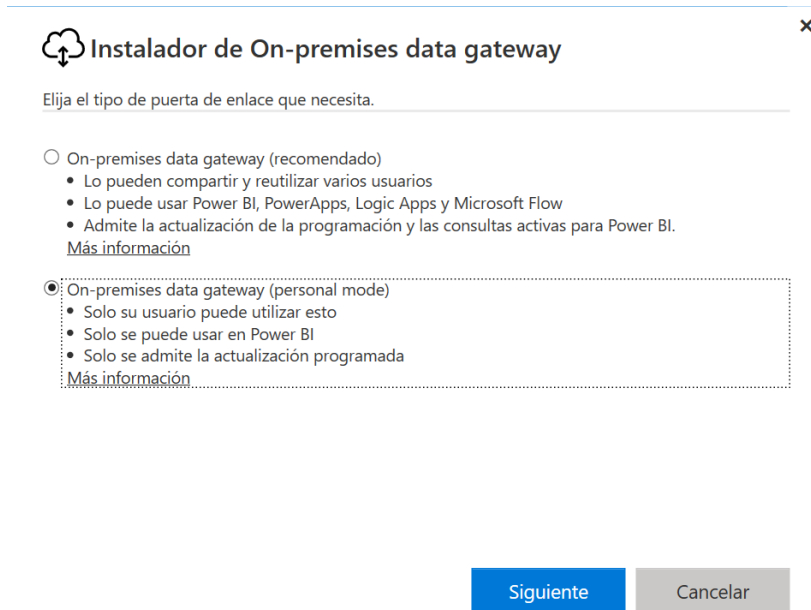 Instalador de On-premises data gateway
Elija el tipo de puerta de enlace que necesita.
On-premises data gateway (recomendado)
• Lo pueden compartir y reutilizar varios usuarios
• Lo puede usar Power BI, PowerApps, Logic Apps y Microsoft Flow
• Admite la actualización de la programación y las consultas activas para Power BI.
Más información
On-premises data gateway (personal mode)
• Solo su usuario puede utilizar esto
• Solo se puede usar en Power BI
• Solo se admite la actualización programada
Más información
Siguiente Cancelar